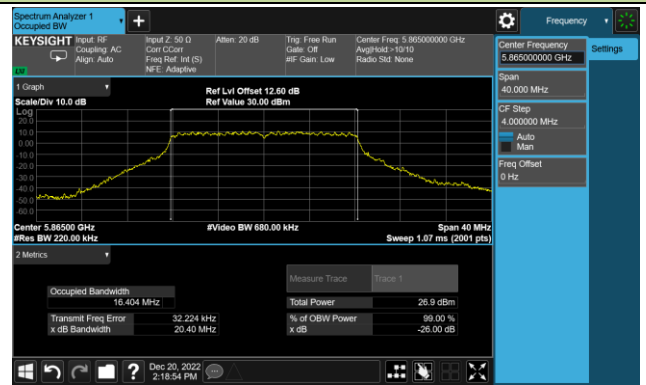 Spectrum Analyzer 1
Occupied BW
Frequency
KEYSIGHT
Input: RF
Coupling: AC
Align: Auto
Input Z: 50 Ω
Corr CCorr
Freq Ref: Int (S)
NFE: Adaptive
Atten: 20 dB
Trig: Free Run
Gate: Off
#IF Gain: Low
Center Freq: 5.865000000 GHz
Avg|Hold:>10/10
Radio Std: None
Center Frequency
5.865000000 GHz
Settings
Span
40.000 MHz
CF Step
4.000000 MHz
Auto
Man
Freq Offset
0 Hz
1 Graph
Scale/Div 10.0 dB
Ref Lvl Offset 12.60 dB
Ref Value 30.00 dBm
Log
20.0
10.0
0.00
-10.0
-20.0
-30.0
-40.0
-50.0
-60.0
Center 5.86500 GHz
#Res BW 220.00 kHz
#Video BW 680.00 kHz
Span 40 MHz
Sweep 1.07 ms (2001 pts)
2 Metrics
Measure Trace
Trace 1
Occupied Bandwidth
16.404 MHz
Total Power
26.9 dBm
Transmit Freq Error
32.224 kHz
% of OBW Power
99.00 %
x dB Bandwidth
20.40 MHz
x dB
-26.00 dB
?
Dec 20, 2022
2:18:54 PM